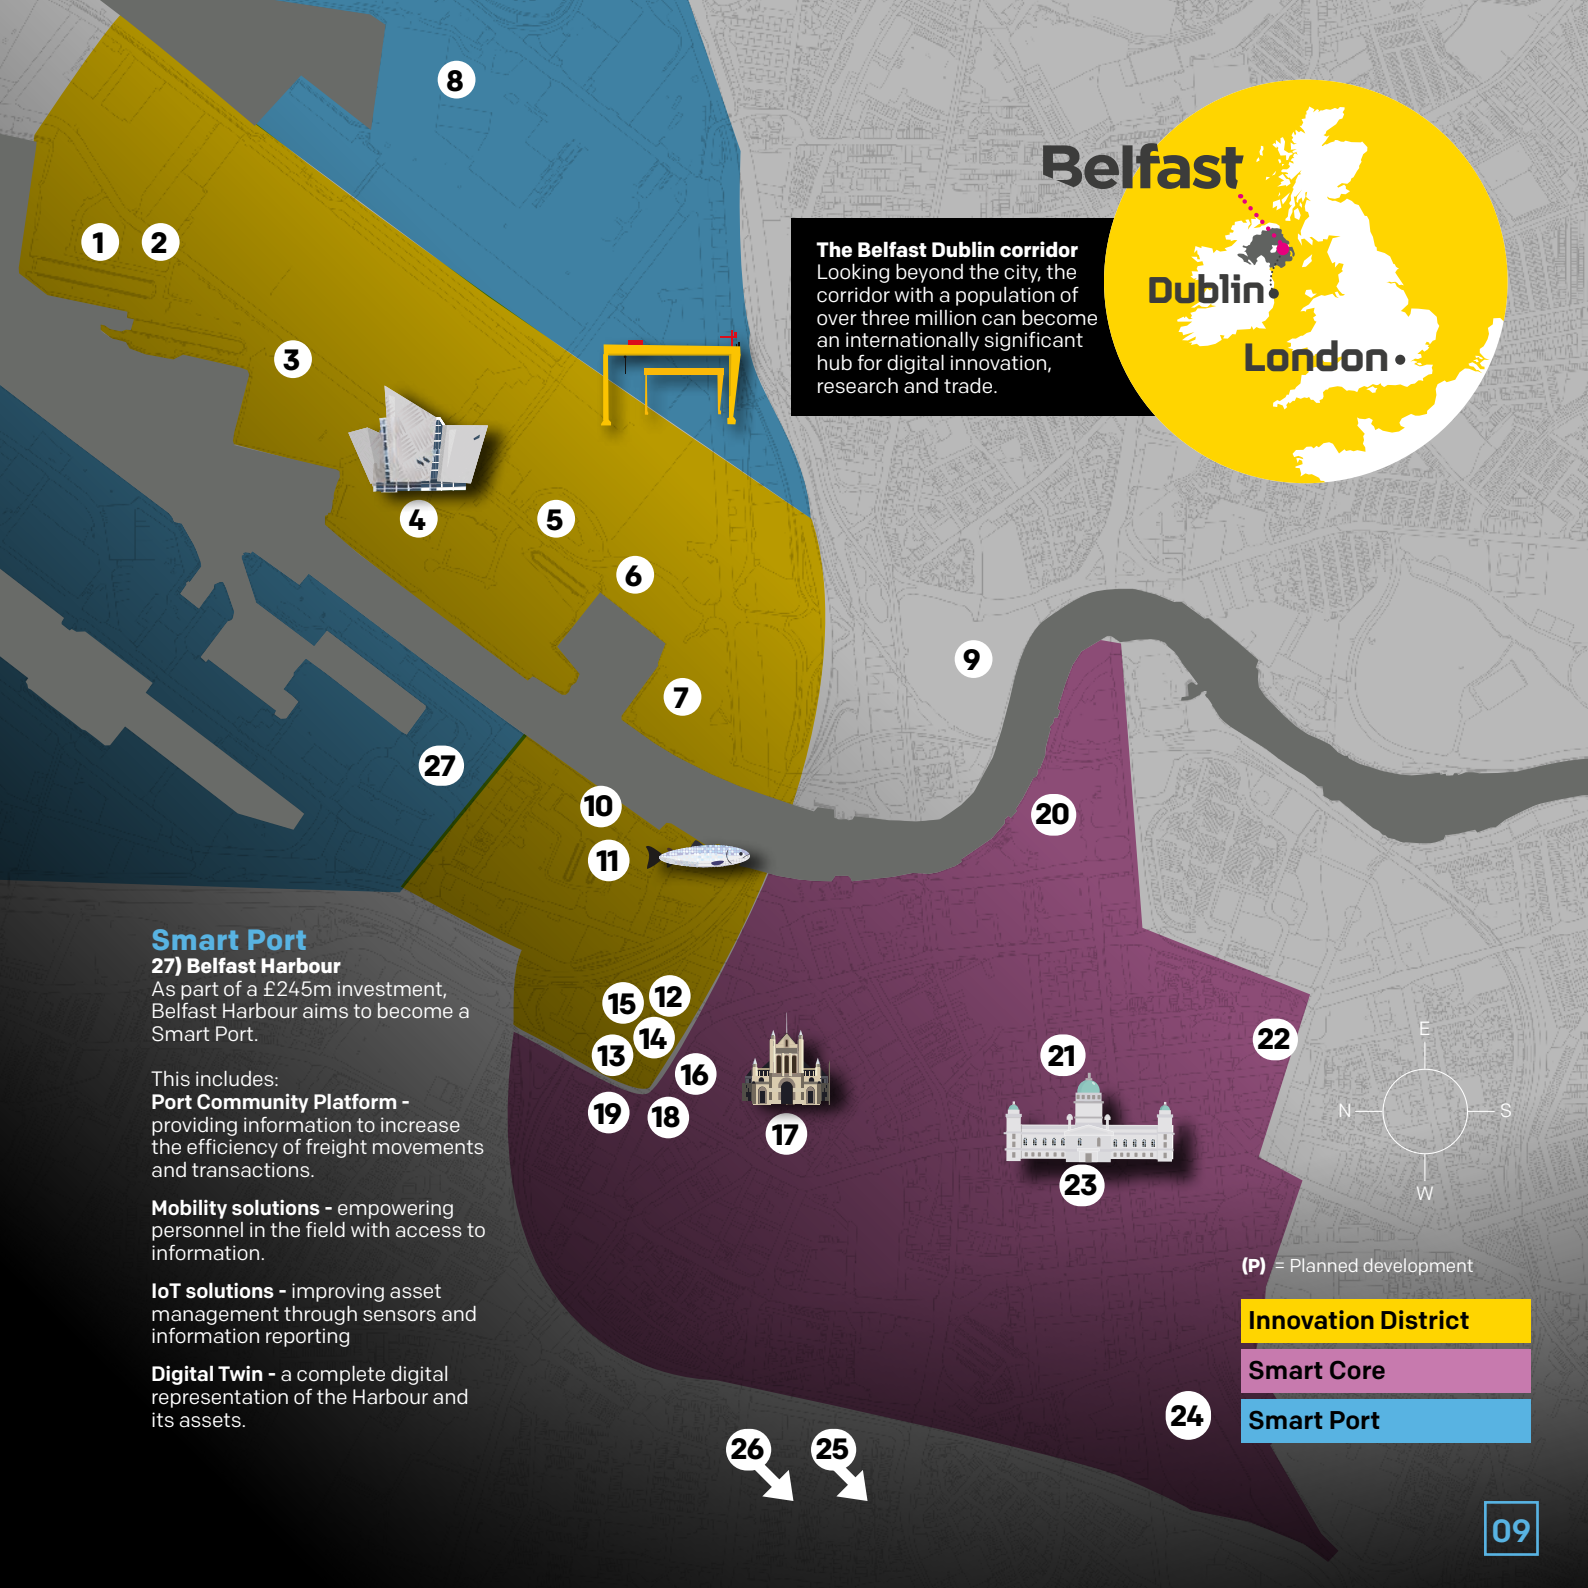 8
1
2
3
4
5
6
7
9
10
11
27
20
Belfast
Dublin
London
The Belfast Dublin corridor
Looking beyond the city, the
corridor with a population of
over three million can become
an internationally significant
hub for digital innovation,
research and trade.
Smart Port
27) Belfast Harbour
As part of a £245m investment,
Belfast Harbour aims to become a
Smart Port.
This includes:
Port Community Platform -
providing information to increase
the efficiency of freight movements
and transactions.
Mobility solutions - empowering
personnel in the field with access to
information.
IoT solutions - improving asset
management through sensors and
information reporting
Digital Twin - a complete digital
representation of the Harbour and
its assets.
15
12
14
13
16
19
18
17
21
22
23
24
26
25
E
N
S
W
(P) = Planned development
Innovation District
Smart Core
Smart Port
09